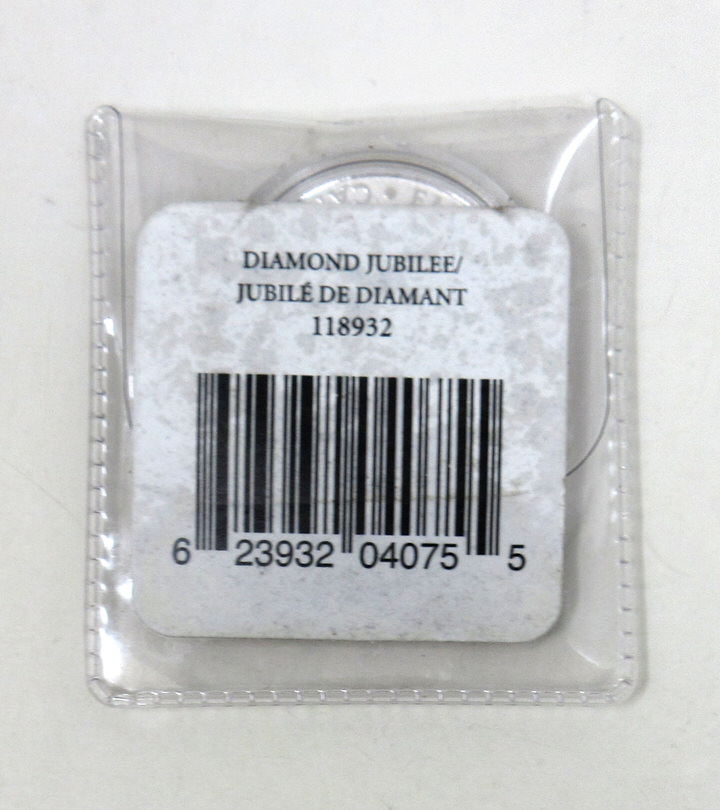 DIAMOND JUBILEE/
JUBILÉ DE DIAMANT
118932
6 23932 04075 5